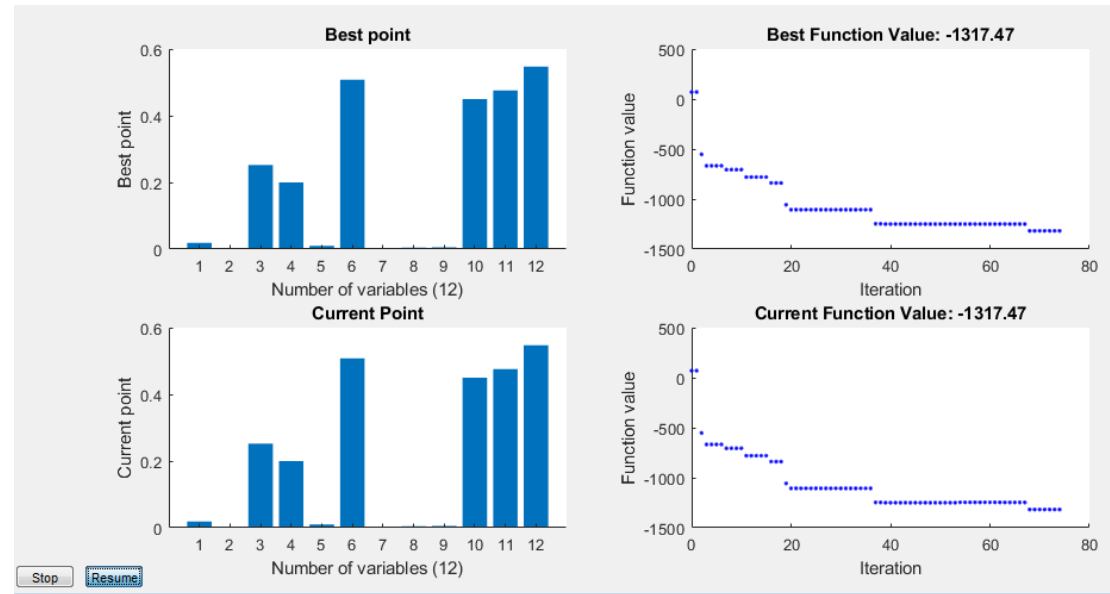 Best point
0.6
0.4
0.2
0
Best point
1 2 3 4 5 6 7 8 9 10 11 12
Number of variables (12)
Best Function Value: -1317.47
500
0
-500
-1000
-1500
Function value
0 20 40 60 80
Iteration
Current Point
0.6
0.4
0.2
0
Current point
1 2 3 4 5 6 7 8 9 10 11 12
Number of variables (12)
Current Function Value: -1317.47
500
0
-500
-1000
-1500
Function value
0 20 40 60 80
Iteration
Stop
Resume